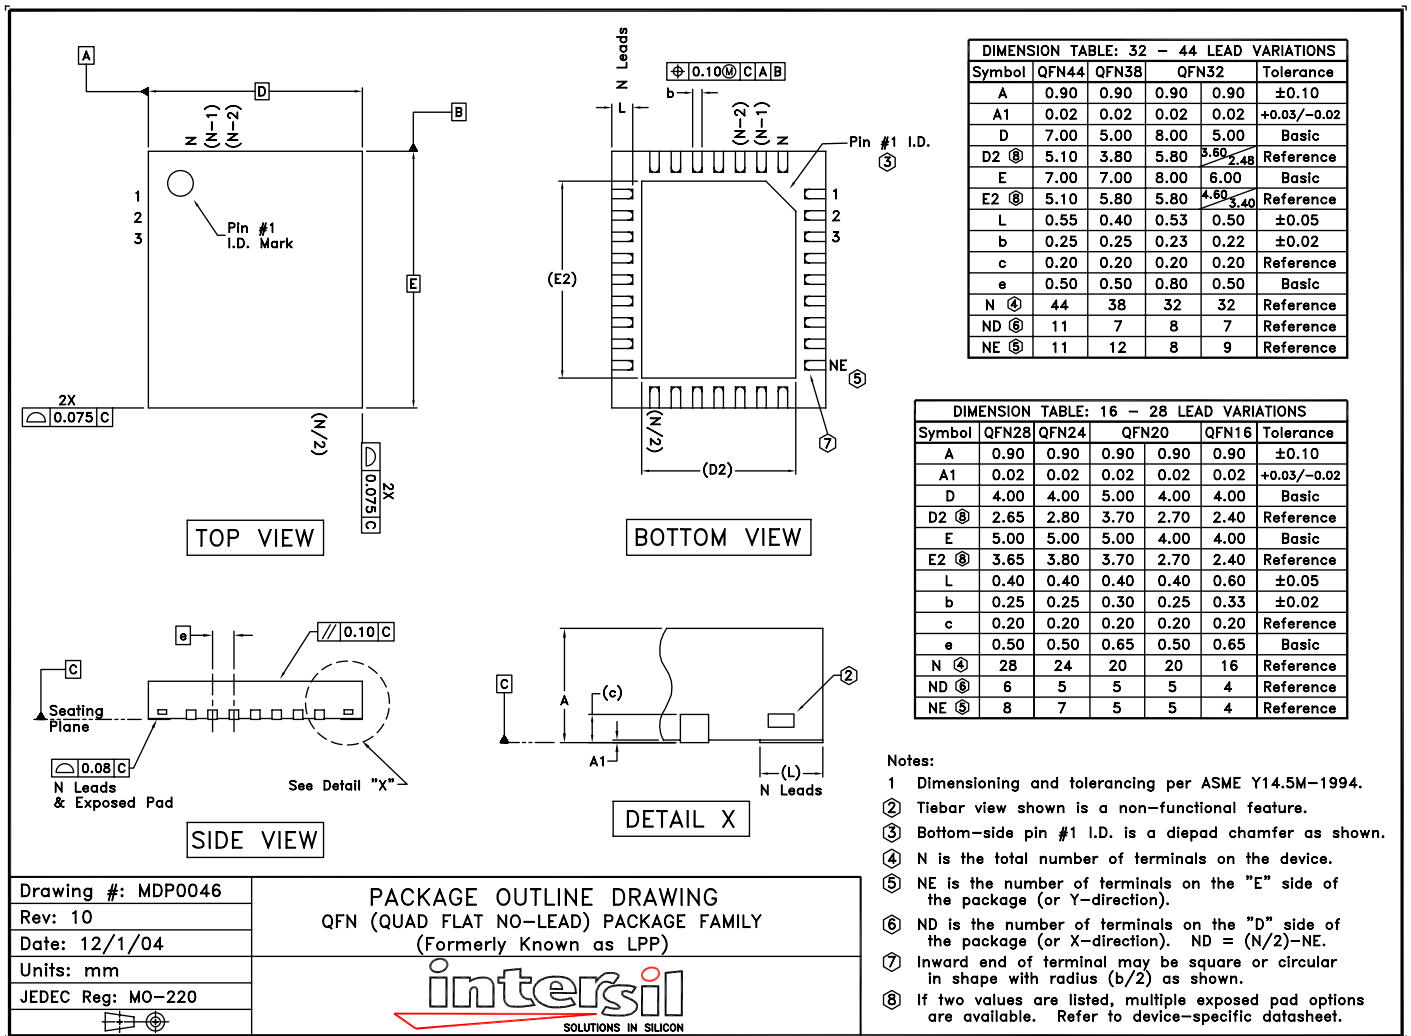 A
D
N
(N-1)
(N-2)
B
1
2
3
Pin #1
I.D. Mark
E
2X
⌓ 0.075 C
(N/2)
⌓ 0.075 C
2X
TOP VIEW
N Leads
L
⌖ 0.10Ⓜ C A B
b
(N-2)
(N-1)
N
Pin #1 I.D.
3
1
2
3
(E2)
NE
5
(N/2)
7
(D2)
BOTTOM VIEW
e
// 0.10 C
C
Seating
Plane
⌓ 0.08 C
N Leads
& Exposed Pad
See Detail "X"
SIDE VIEW
C
A
(c)
2
A1
(L)
N Leads
DETAIL X
DIMENSION TABLE: 32 - 44 LEAD VARIATIONS
Symbol QFN44 QFN38 QFN32 Tolerance
A 0.90 0.90 0.90 0.90 ±0.10
A1 0.02 0.02 0.02 0.02 +0.03/-0.02
D 7.00 5.00 8.00 5.00 Basic
D2 ⑧ 5.10 3.80 5.80 3.60/2.48 Reference
E 7.00 7.00 8.00 6.00 Basic
E2 ⑧ 5.10 5.80 5.80 4.60/3.40 Reference
L 0.55 0.40 0.53 0.50 ±0.05
b 0.25 0.25 0.23 0.22 ±0.02
c 0.20 0.20 0.20 0.20 Reference
e 0.50 0.50 0.80 0.50 Basic
N ④ 44 38 32 32 Reference
ND ⑥ 11 7 8 7 Reference
NE ⑤ 11 12 8 9 Reference
DIMENSION TABLE: 16 - 28 LEAD VARIATIONS
Symbol QFN28 QFN24 QFN20 QFN16 Tolerance
A 0.90 0.90 0.90 0.90 0.90 ±0.10
A1 0.02 0.02 0.02 0.02 0.02 +0.03/-0.02
D 4.00 4.00 5.00 4.00 4.00 Basic
D2 ⑧ 2.65 2.80 3.70 2.70 2.40 Reference
E 5.00 5.00 5.00 4.00 4.00 Basic
E2 ⑧ 3.65 3.80 3.70 2.70 2.40 Reference
L 0.40 0.40 0.40 0.40 0.60 ±0.05
b 0.25 0.25 0.30 0.25 0.33 ±0.02
c 0.20 0.20 0.20 0.20 0.20 Reference
e 0.50 0.50 0.65 0.50 0.65 Basic
N ④ 28 24 20 20 16 Reference
ND ⑥ 6 5 5 5 4 Reference
NE ⑤ 8 7 5 5 4 Reference
Notes:
1 Dimensioning and tolerancing per ASME Y14.5M-1994.
② Tiebar view shown is a non-functional feature.
③ Bottom-side pin #1 I.D. is a diepad chamfer as shown.
④ N is the total number of terminals on the device.
⑤ NE is the number of terminals on the "E" side of
the package (or Y-direction).
⑥ ND is the number of terminals on the "D" side of
the package (or X-direction). ND = (N/2)-NE.
⑦ Inward end of terminal may be square or circular
in shape with radius (b/2) as shown.
⑧ If two values are listed, multiple exposed pad options
are available. Refer to device-specific datasheet.
Drawing #: MDP0046
Rev: 10
Date: 12/1/04
Units: mm
JEDEC Reg: MO-220
PACKAGE OUTLINE DRAWING
QFN (QUAD FLAT NO-LEAD) PACKAGE FAMILY
(Formerly Known as LPP)
intersil
SOLUTIONS IN SILICON